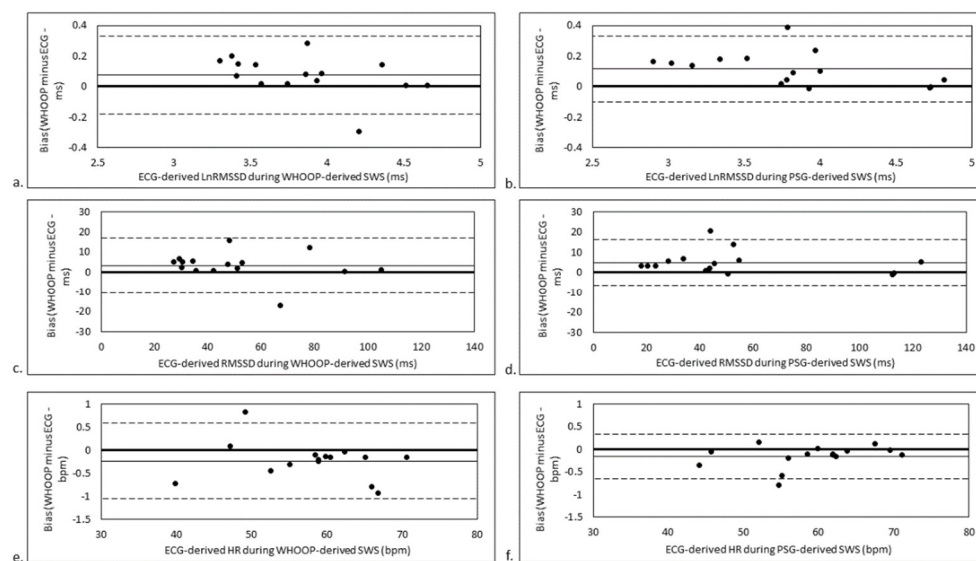 0.4
0.2
0
0.2
0.4
2.5 3 3.5 4 4.5 5
Bias (WHOOP minus ECG - ms)
ECG-derived LnRMSSD during WHOOP-derived SWS (ms)
a.
0.4
0.2
0
0.2
0.4
2.5 3 3.5 4 4.5 5
Bias (WHOOP minus ECG - ms)
ECG-derived LnRMSSD during PSG-derived SWS (ms)
b.
30
20
10
0
-10
-20
-30
0 20 40 60 80 100 120 140
Bias (WHOOP minus ECG - ms)
ECG-derived RMSSD during WHOOP-derived SWS (ms)
c.
30
20
10
0
-10
-20
-30
0 20 40 60 80 100 120 140
Bias (WHOOP minus ECG - ms)
ECG-derived RMSSD during PSG-derived SWS (ms)
d.
1
0.5
0
-0.5
-1
-1.5
30 40 50 60 70 80
Bias (WHOOP minus ECG - bpm)
ECG-derived HR during WHOOP-derived SWS (bpm)
e.
1
0.5
0
-0.5
-1
-1.5
30 40 50 60 70 80
Bias (WHOOP minus ECG - bpm)
ECG-derived HR during PSG-derived SWS (bpm)
f.